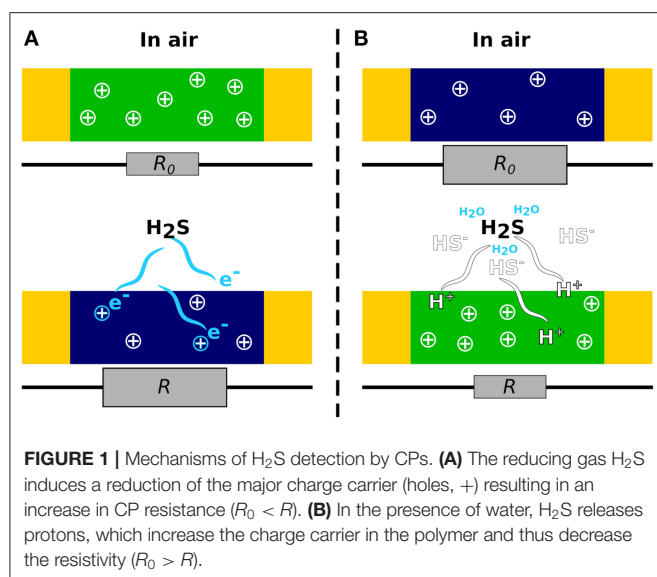 A
In air
R₀
H2S
e⁻
e⁻
e⁻
R
B
In air
R₀
H₂O H₂O
H2S
HS⁻ HS⁻
H₂O
HS⁻
H⁺ H⁺
H⁺
R
FIGURE 1 | Mechanisms of H₂S detection by CPs. (A) The reducing gas H₂S
induces a reduction of the major charge carrier (holes, +) resulting in an
increase in CP resistance (R₀ < R). (B) In the presence of water, H₂S releases
protons, which increase the charge carrier in the polymer and thus decrease
the resistivity (R₀ > R).